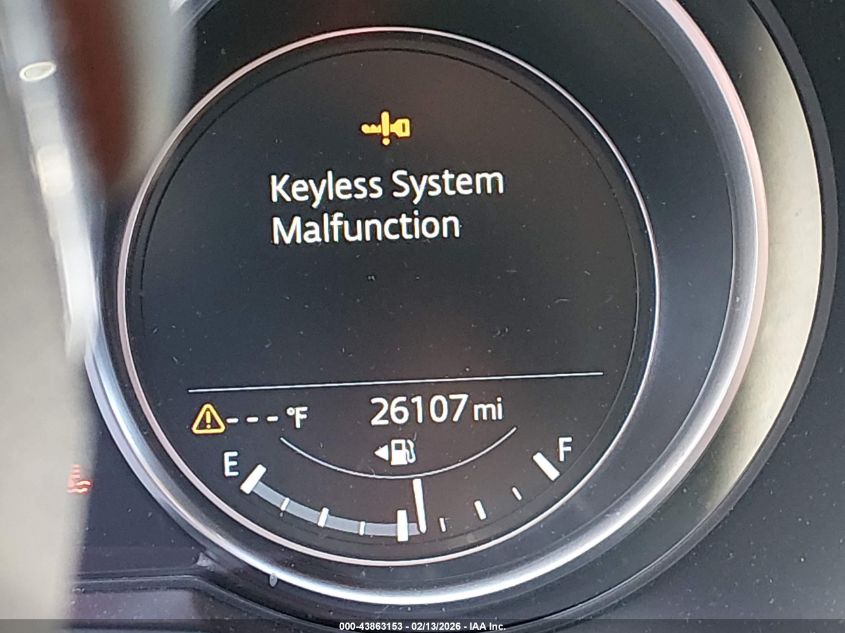 Keyless System
Malfunction
---°F 26107 mi
E F
000-43863153 - 02/13/2026 - IAA Inc.